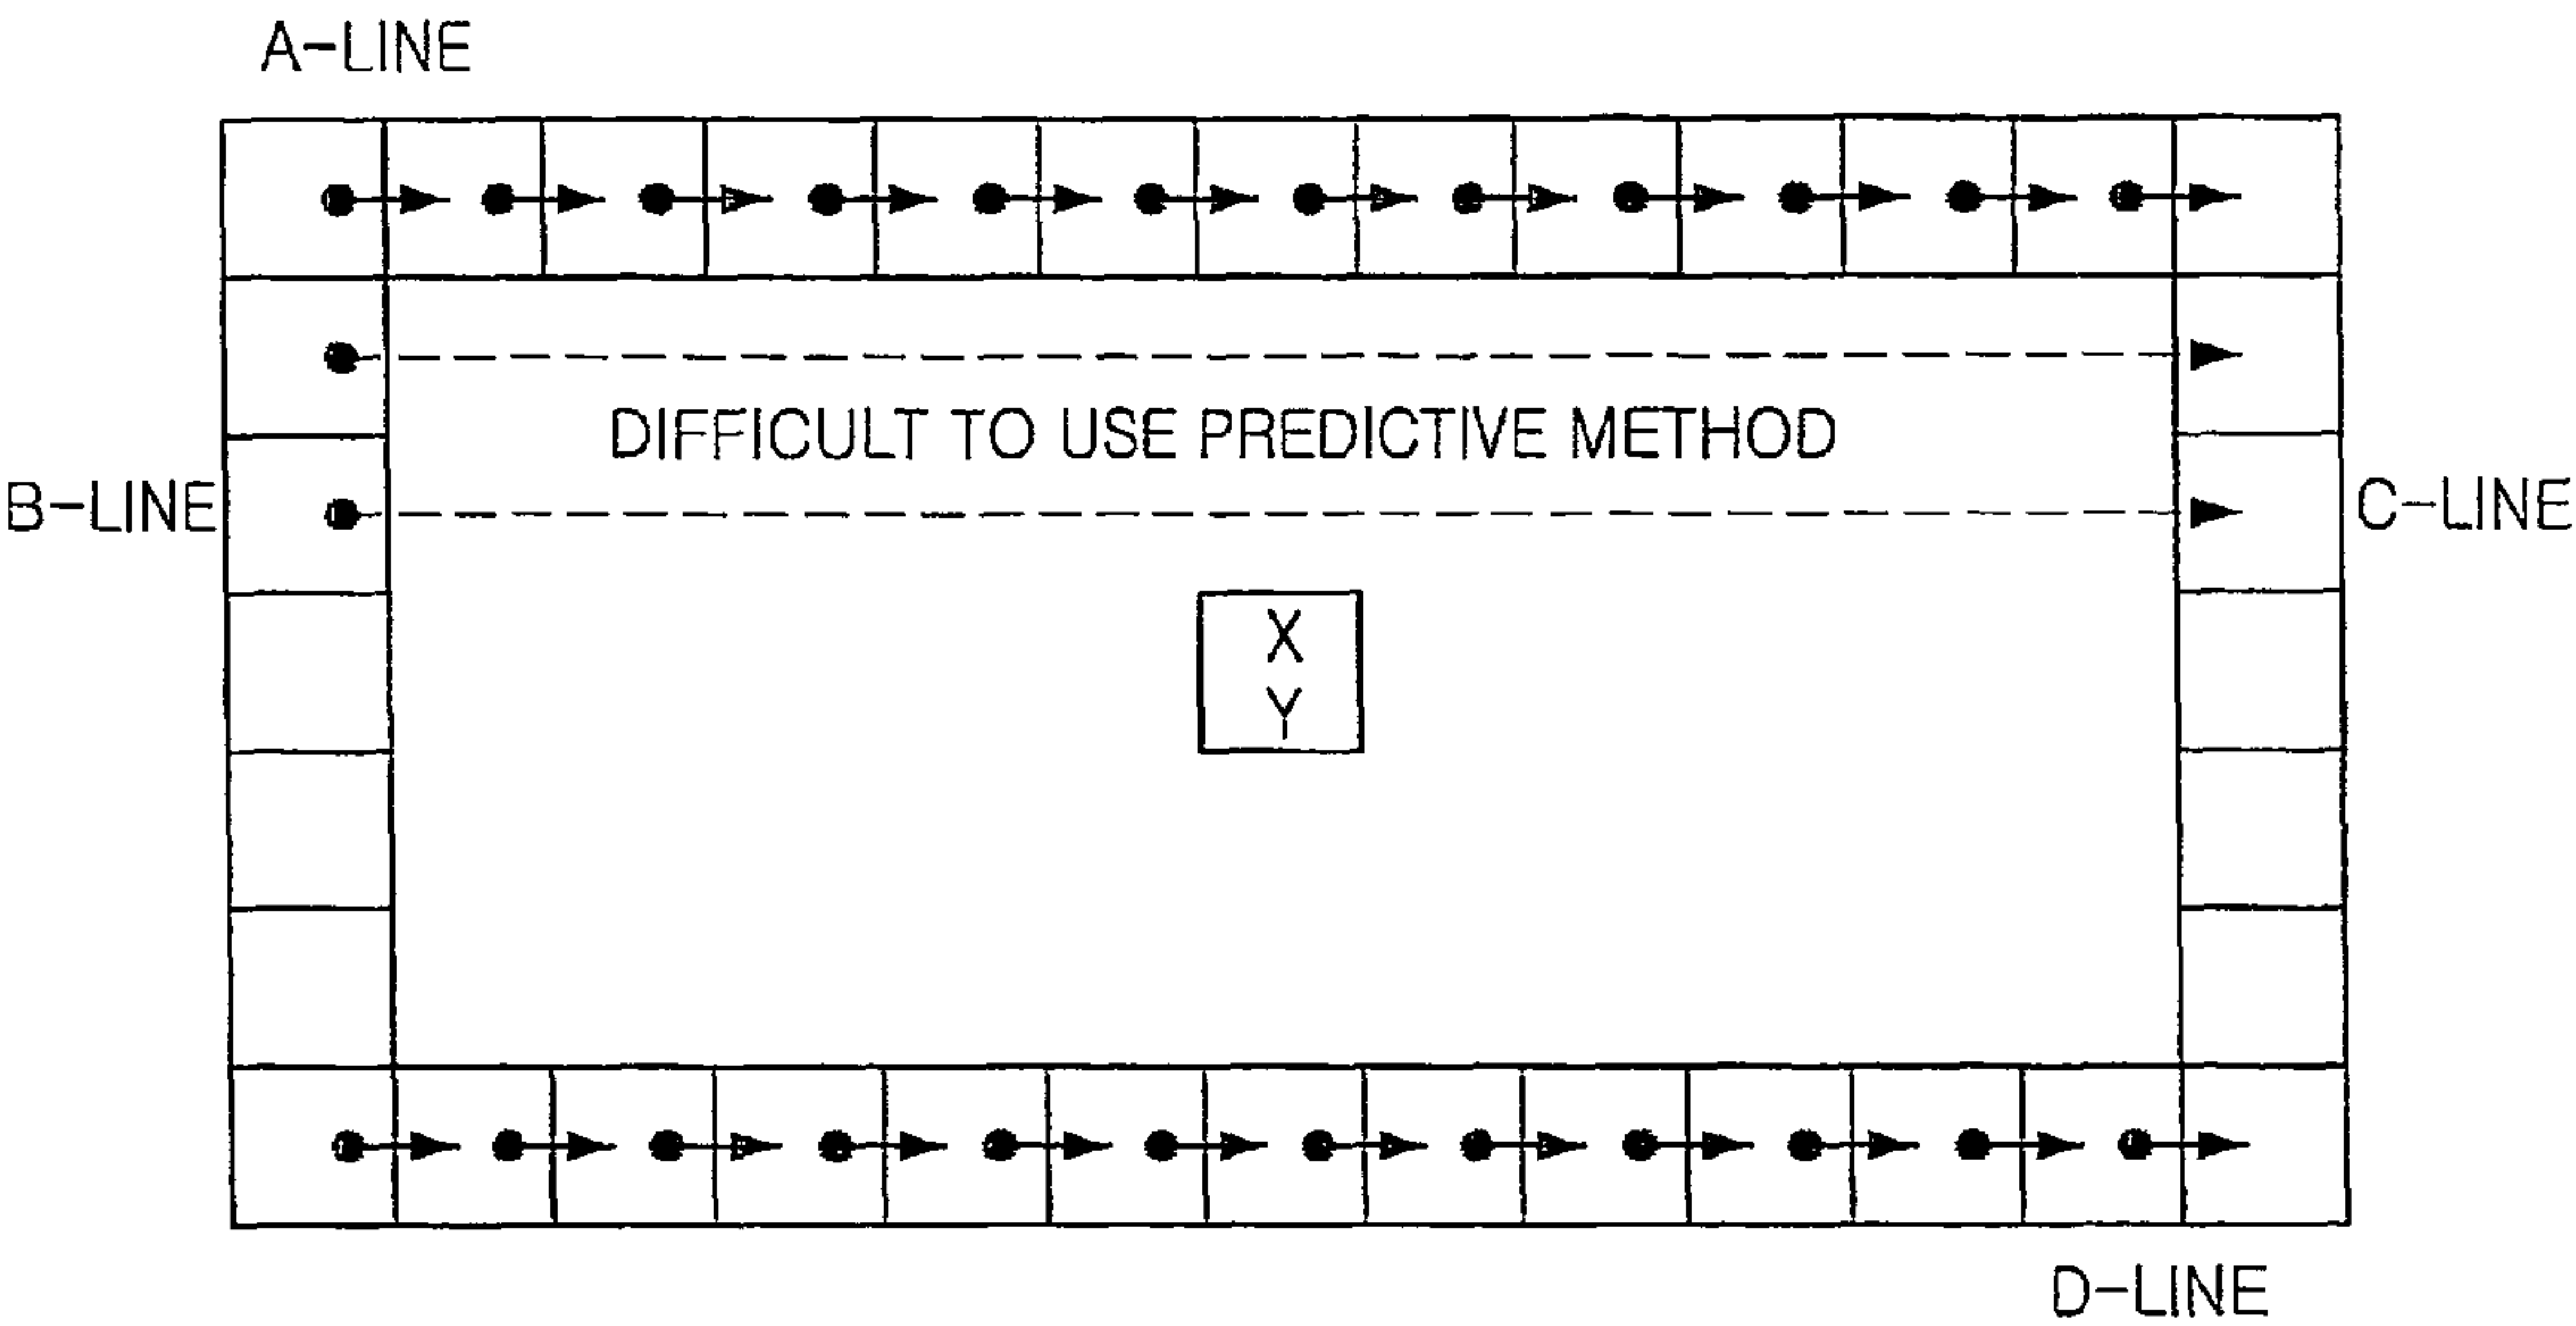 A-LINE
DIFFICULT TO USE PREDICTIVE METHOD
B-LINE
C-LINE
X
Y
D-LINE